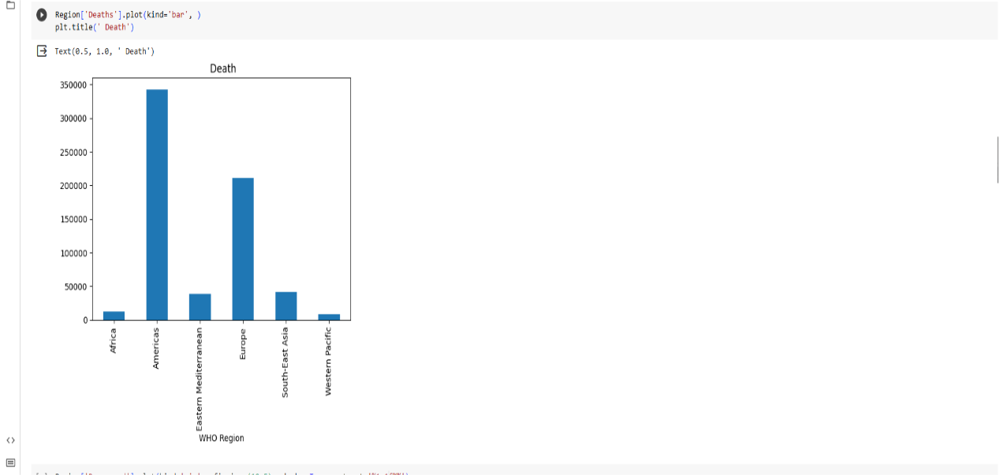 Region['Deaths'].plot(kind='bar', )
plt.title(' Death')
Text(0.5, 1.0, ' Death')
Death
350000
300000
250000
200000
150000
100000
50000
0
Africa
Americas
Eastern Mediterranean
Europe
South-East Asia
Western Pacific
WHO Region